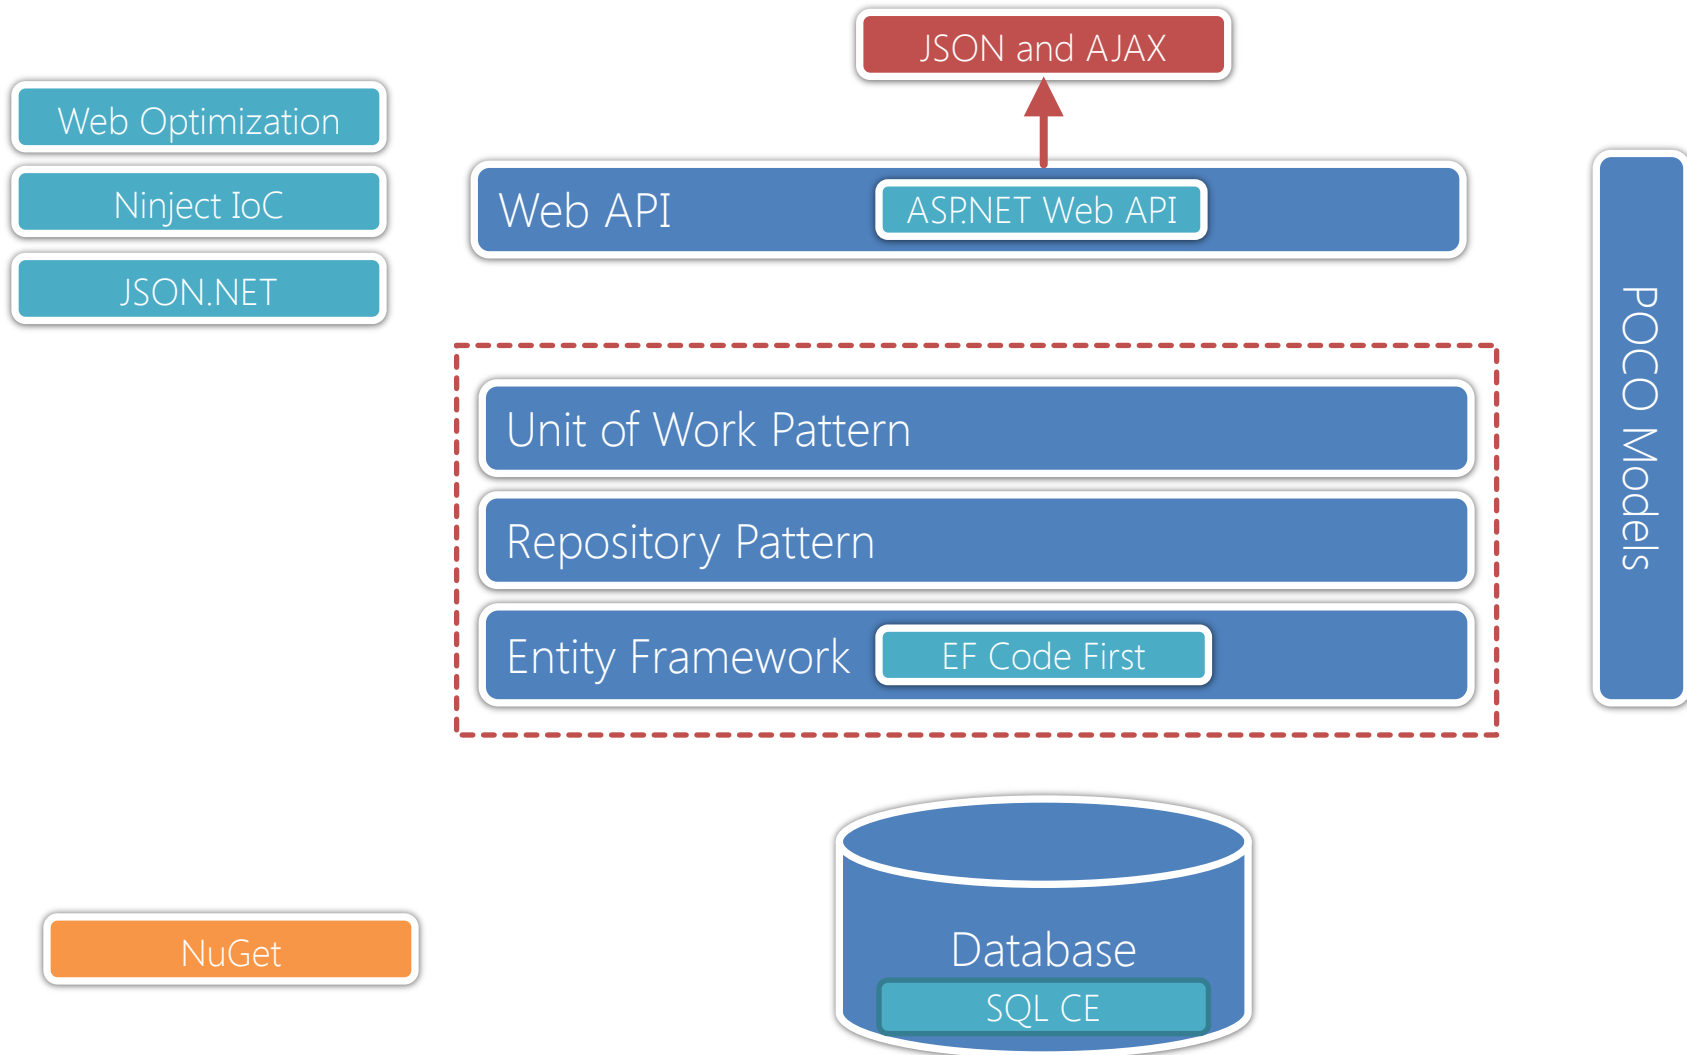 JSON and AJAX
Web Optimization
Ninject IoC
JSON.NET
Web API
ASP.NET Web API
POCO Models
Unit of Work Pattern
Repository Pattern
Entity Framework
EF Code First
NuGet
Database
SQL CE